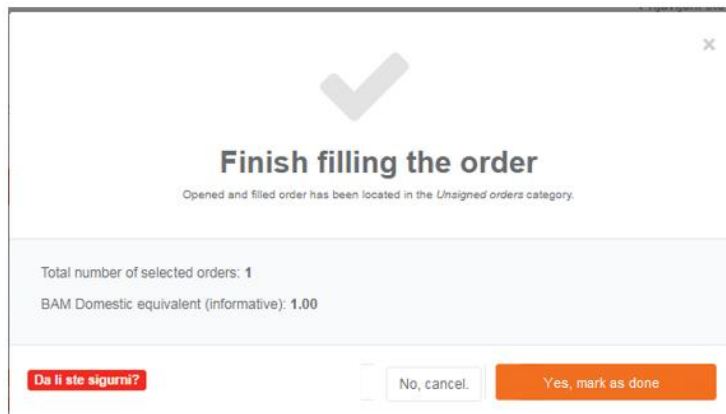 ×
Finish filling the order
Opened and filled order has been located in the Unsigned orders category.
Total number of selected orders: 1
BAM Domestic equivalent (informative): 1.00
Da li ste sigurni?
No, cancel.
Yes, mark as done